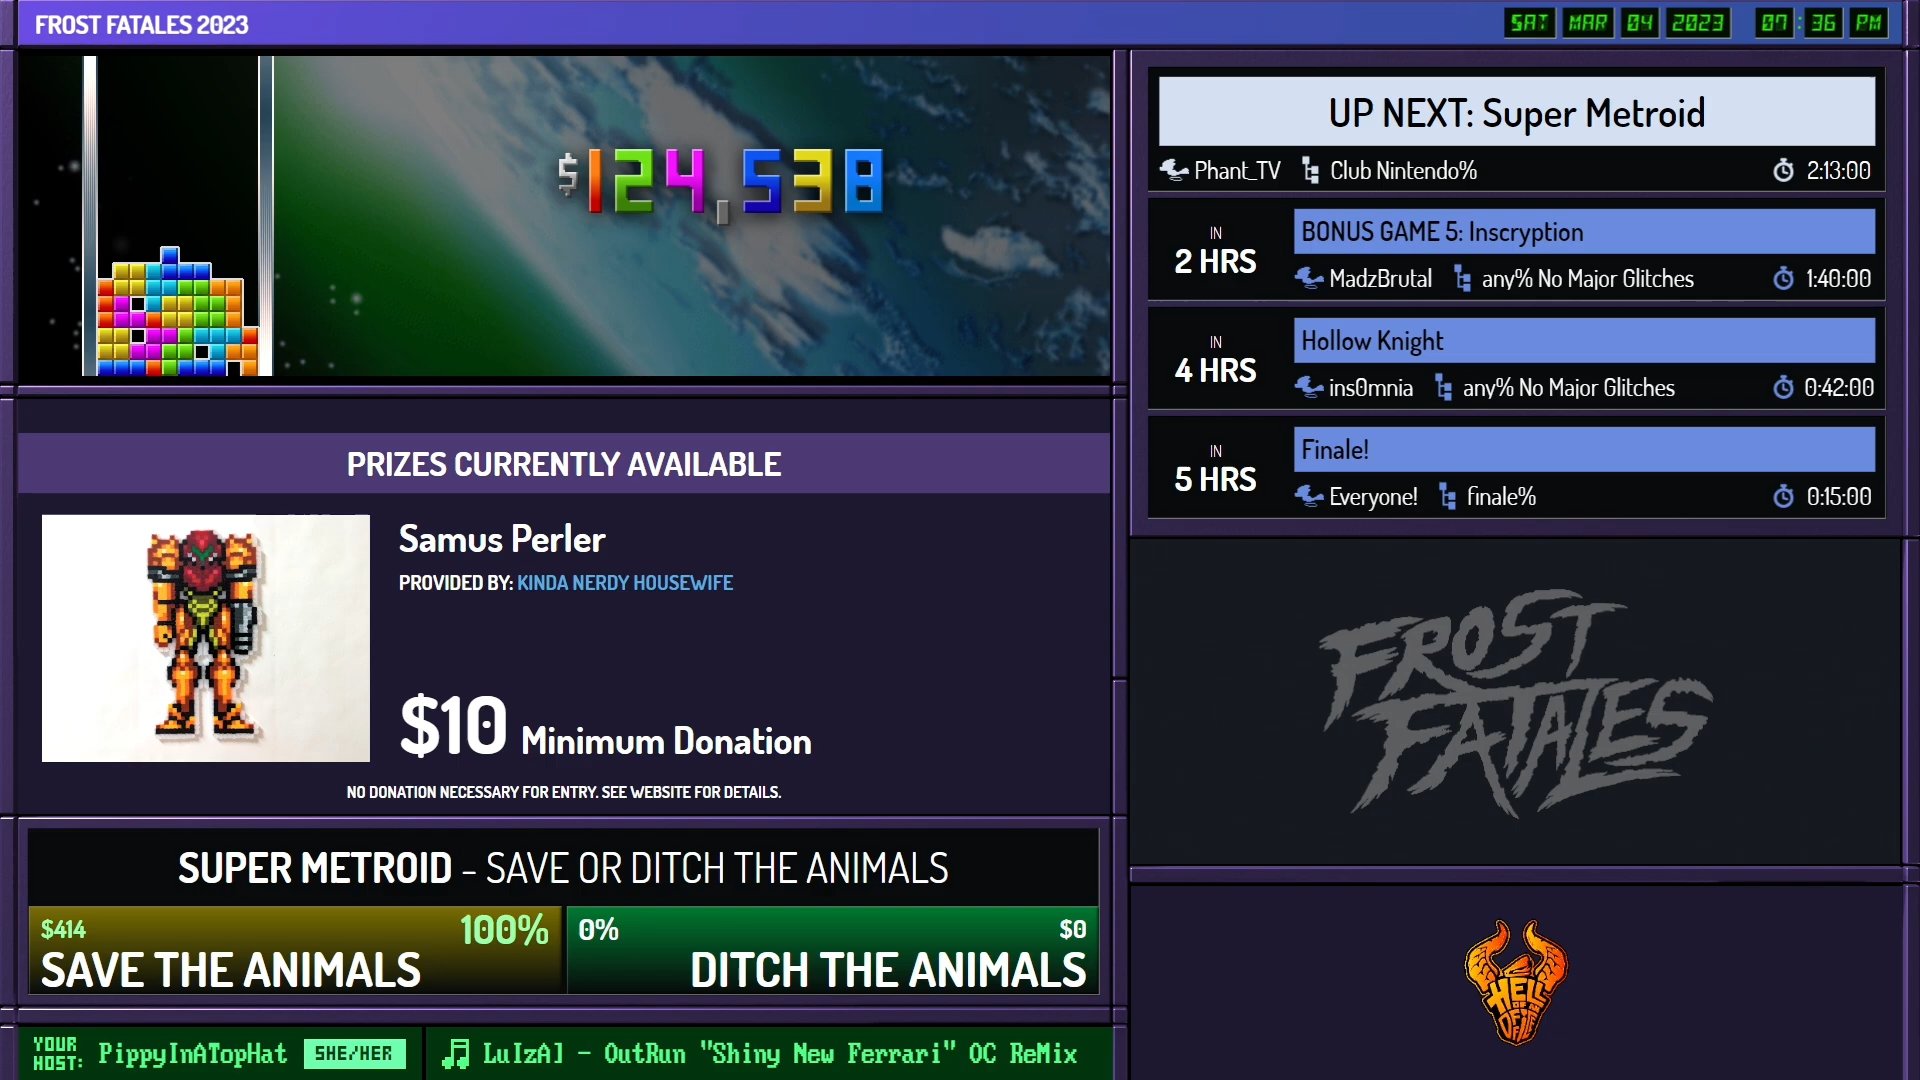 FROST FATALES 2023
SAT MAR 04 2023 07:36 PM
$124,538
UP NEXT: Super Metroid
Phant_TV Club Nintendo% 2:13:00
IN
2 HRS
BONUS GAME 5: Inscryption
MadzBrutal any% No Major Glitches 1:40:00
IN
4 HRS
Hollow Knight
ins0mnia any% No Major Glitches 0:42:00
IN
5 HRS
Finale!
Everyone! finale% 0:15:00
PRIZES CURRENTLY AVAILABLE
Samus Perler
PROVIDED BY: KINDA NERDY HOUSEWIFE
$10 Minimum Donation
NO DONATION NECESSARY FOR ENTRY. SEE WEBSITE FOR DETAILS.
FROST
FATALES
SUPER METROID - SAVE OR DITCH THE ANIMALS
$414 100%
SAVE THE ANIMALS
0% $0
DITCH THE ANIMALS
HELL
OF AN
OFFICE
YOUR HOST: PippyInATopHat SHE/HER
LuIzA] - OutRun "Shiny New Ferrari" OC ReMix